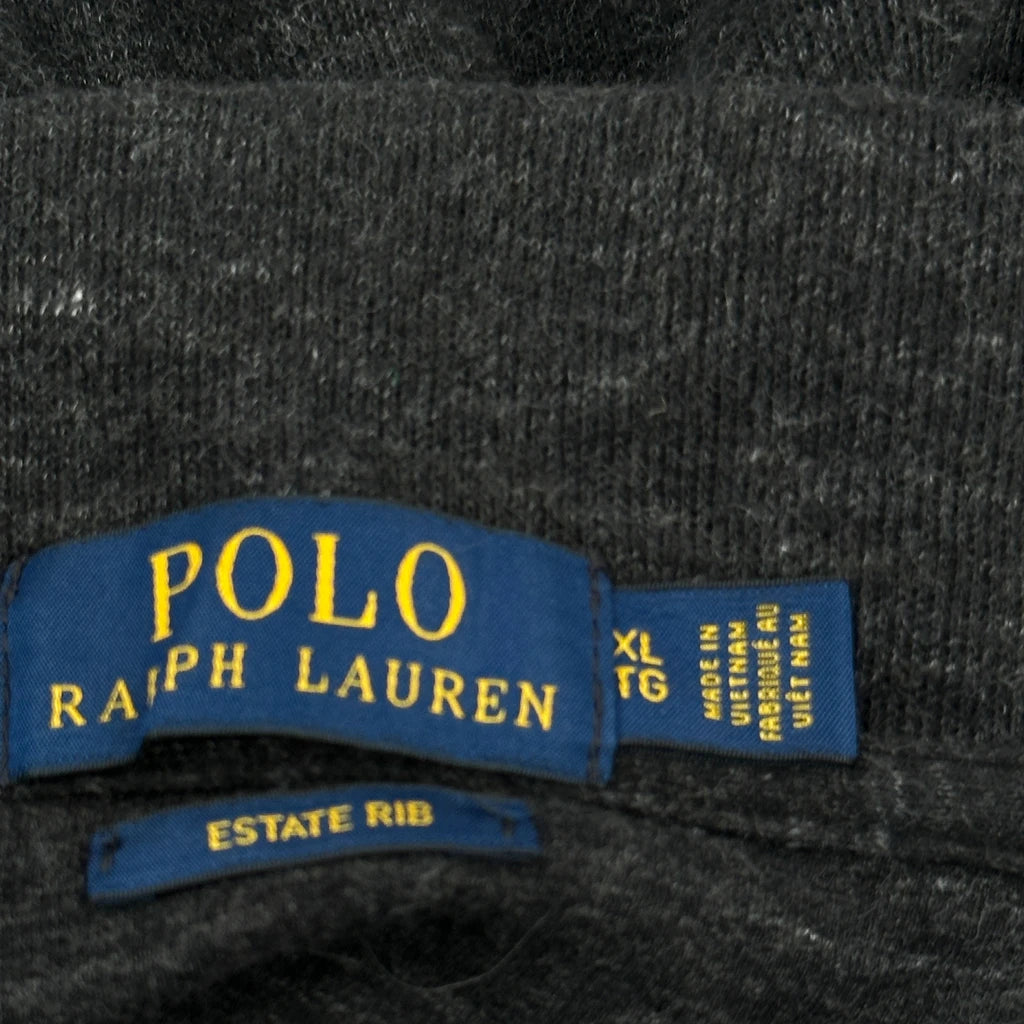 POLO
RALPH LAUREN
XL
TG
MADE IN
VIETNAM
FABRIQUÉ AU
VIÊT NAM
ESTATE RIB